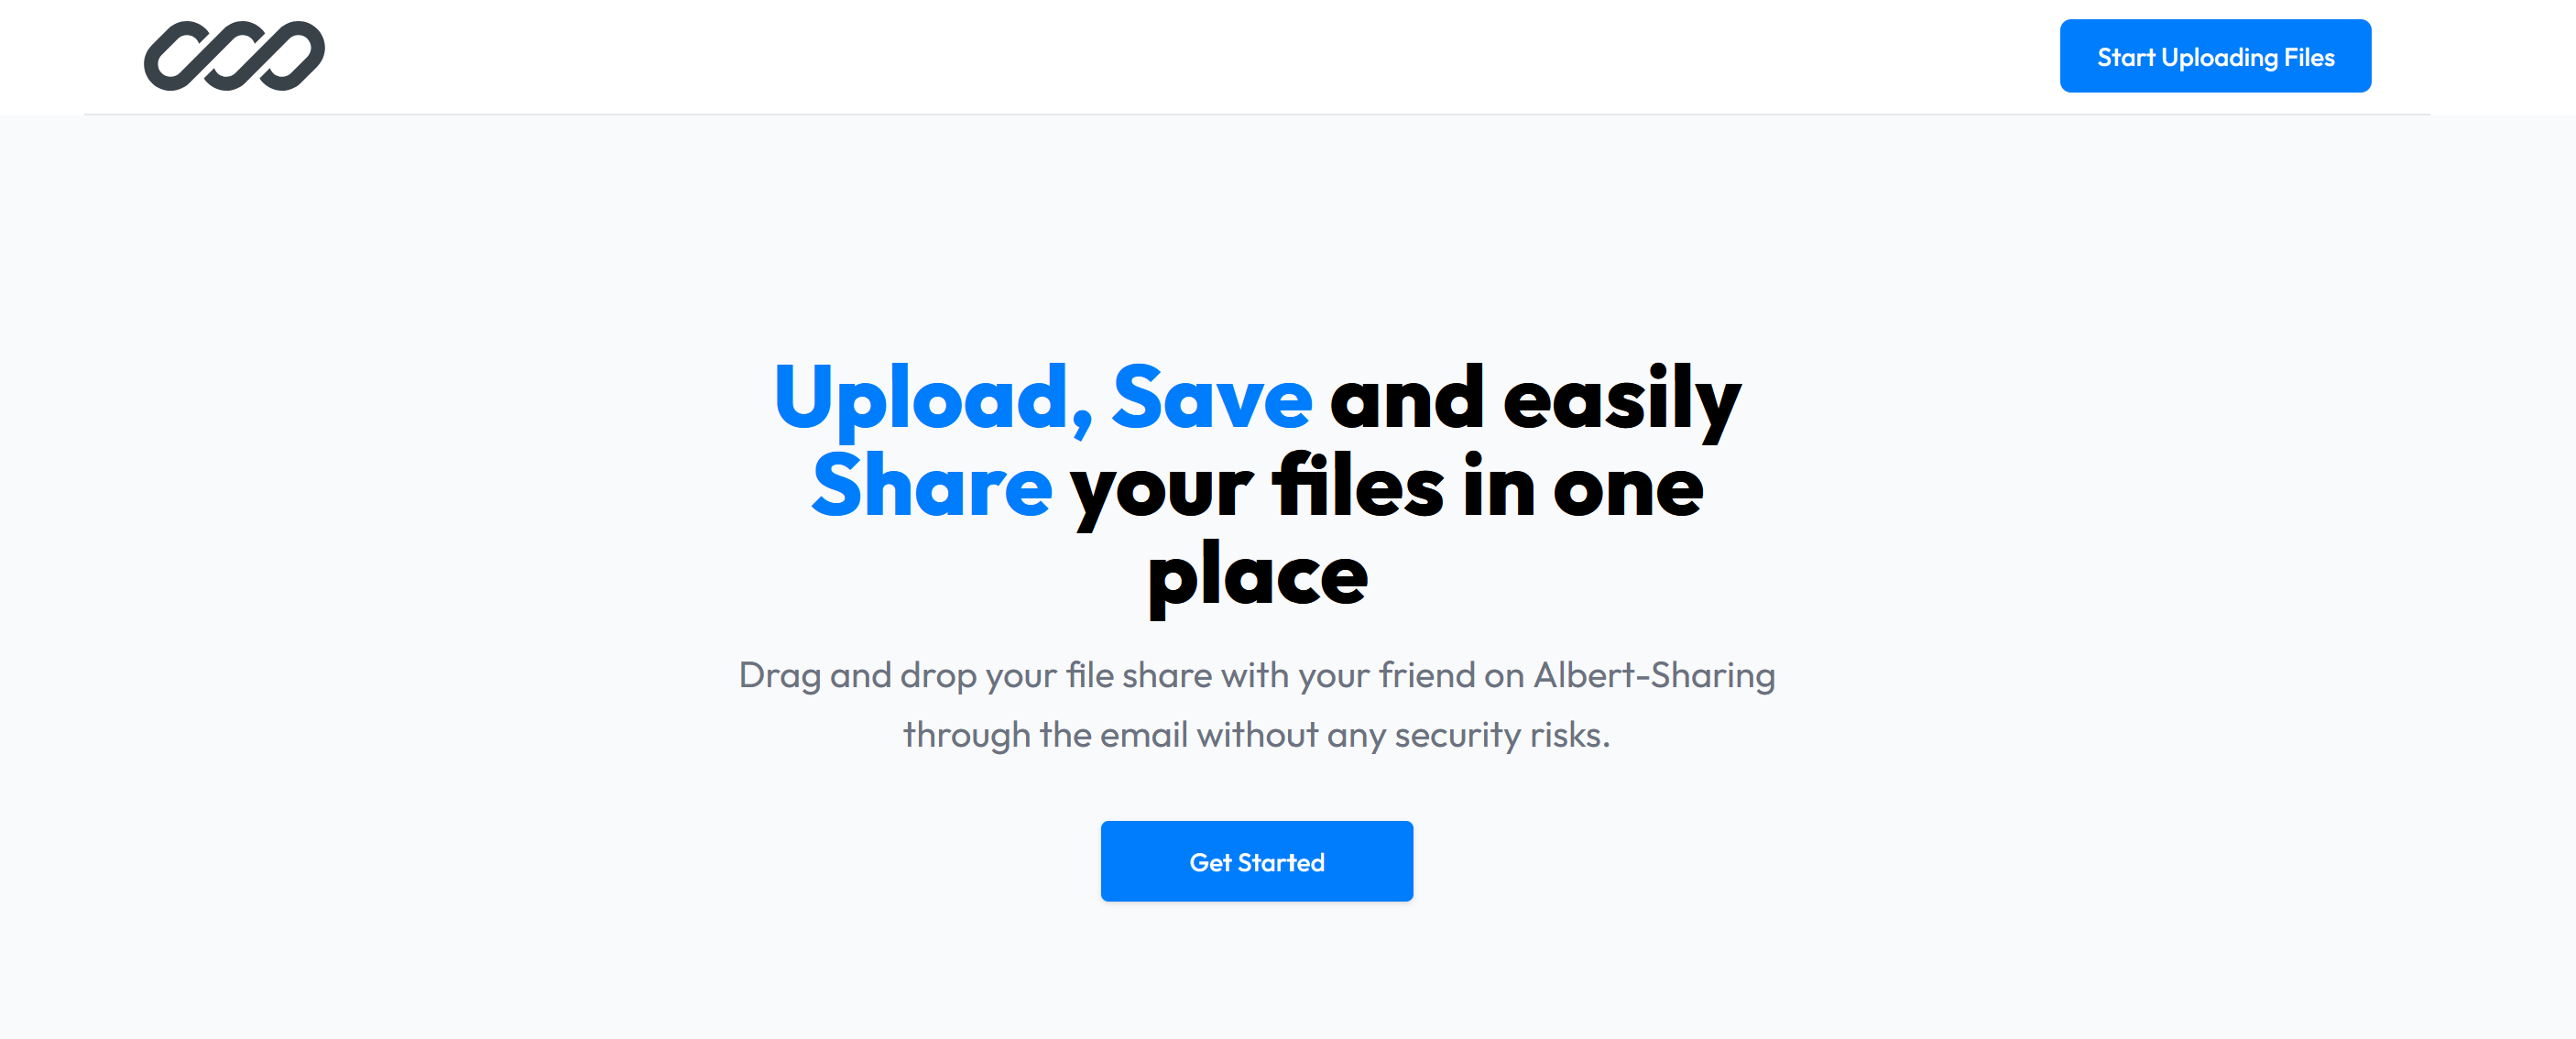 Start Uploading Files
Upload, Save and easily
Share your files in one
place
Drag and drop your file share with your friend on Albert-Sharing
through the email without any security risks.
Get Started